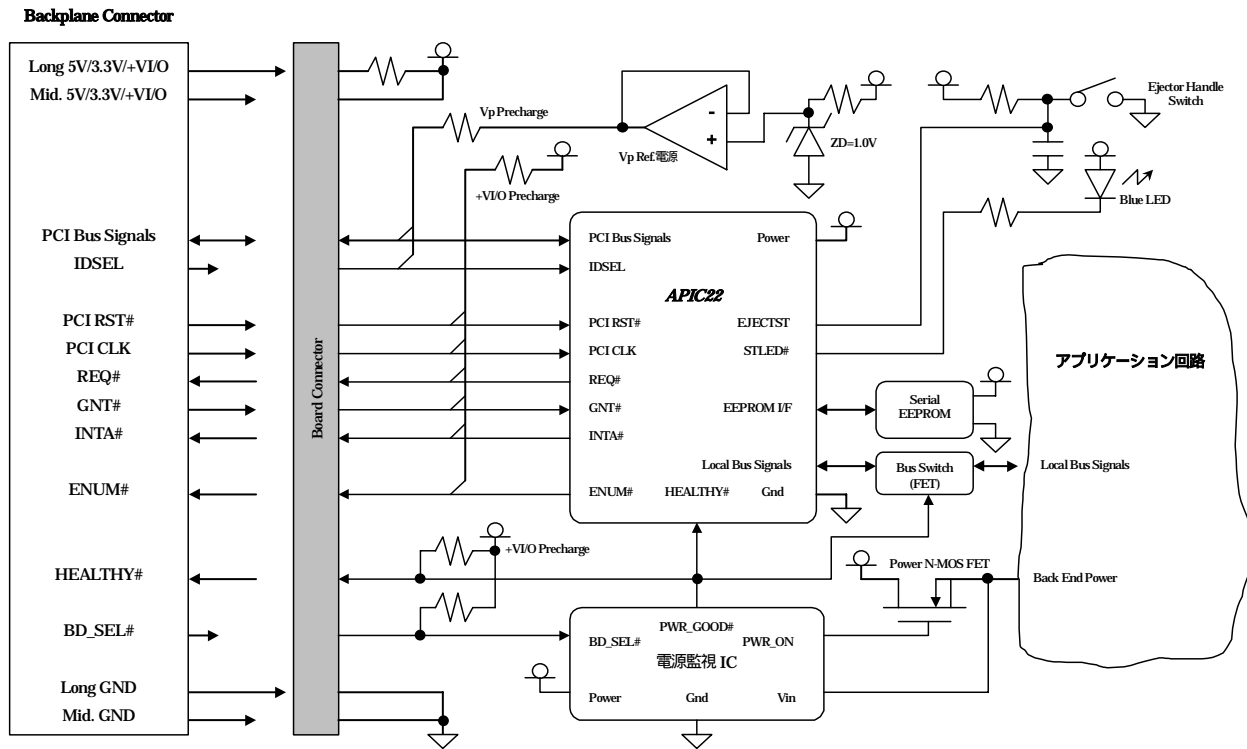 Backplane Connector
Long 5V/3.3V/+VI/O
Mid. 5V/3.3V/+VI/O
PCI Bus Signals
IDSEL
PCI RST#
PCI CLK
REQ#
GNT#
INTA#
ENUM#
HEALTHY#
BD_SEL#
Long GND
Mid. GND
Board Connector
Vp Precharge
+VI/O Precharge
-
+
Vp Ref.電源
ZD=1.0V
Ejector Handle
Switch
Blue LED
PCI Bus Signals
Power
IDSEL
APIC22
PCI RST#
EJECTST
PCI CLK
STLED#
REQ#
GNT#
EEPROM I/F
INTA#
Local Bus Signals
ENUM#
HEALTHY#
Gnd
Serial
EEPROM
Bus Switch
(FET)
アプリケーション回路
Local Bus Signals
Back End Power
+VI/O Precharge
Power N-MOS FET
PWR_GOOD#
BD_SEL#
PWR_ON
電源監視 IC
Power
Gnd
Vin